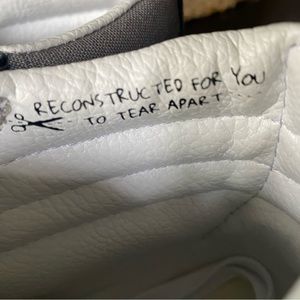 RECONSTRUCTED FOR YOU
TO TEAR APART....